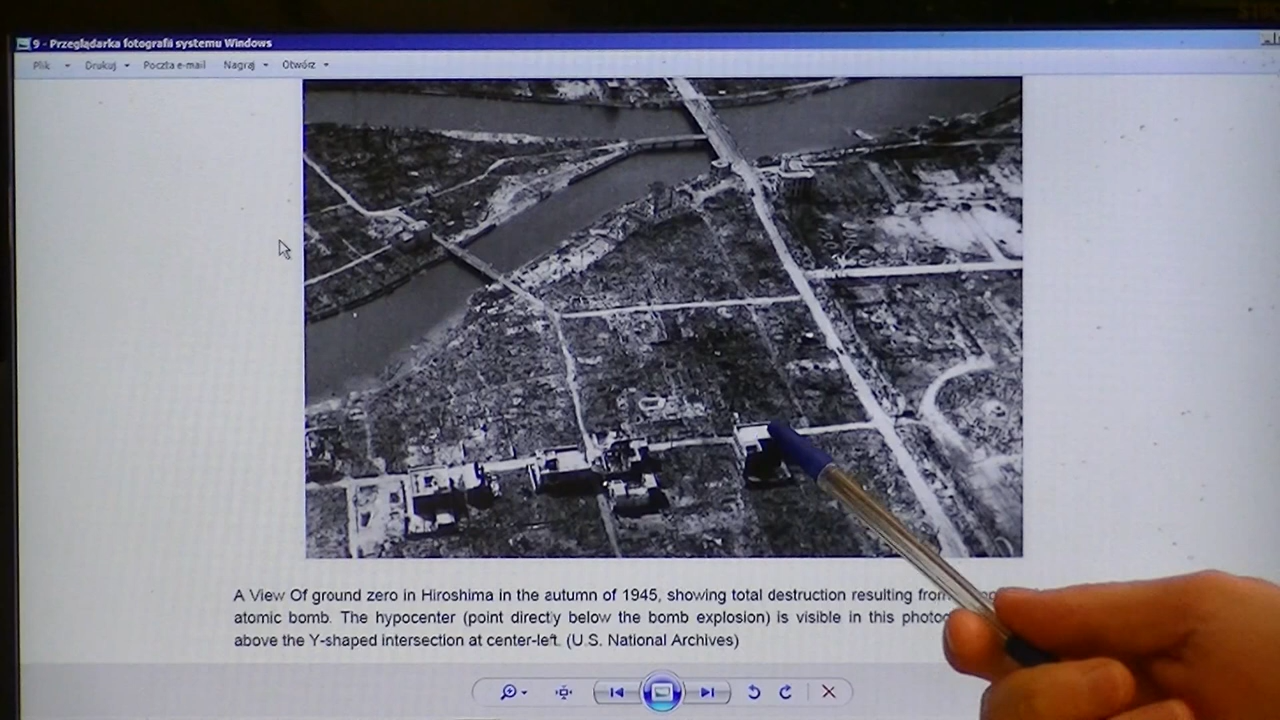 9 - Przeglądarka fotografii systemu Windows
Plik Drukuj Poczta e-mail Nagraj Otwórz
A View Of ground zero in Hiroshima in the autumn of 1945, showing total destruction resulting from
atomic bomb. The hypocenter (point directly below the bomb explosion) is visible in this
above the Y-shaped intersection at center-left. (U.S. National Archives)